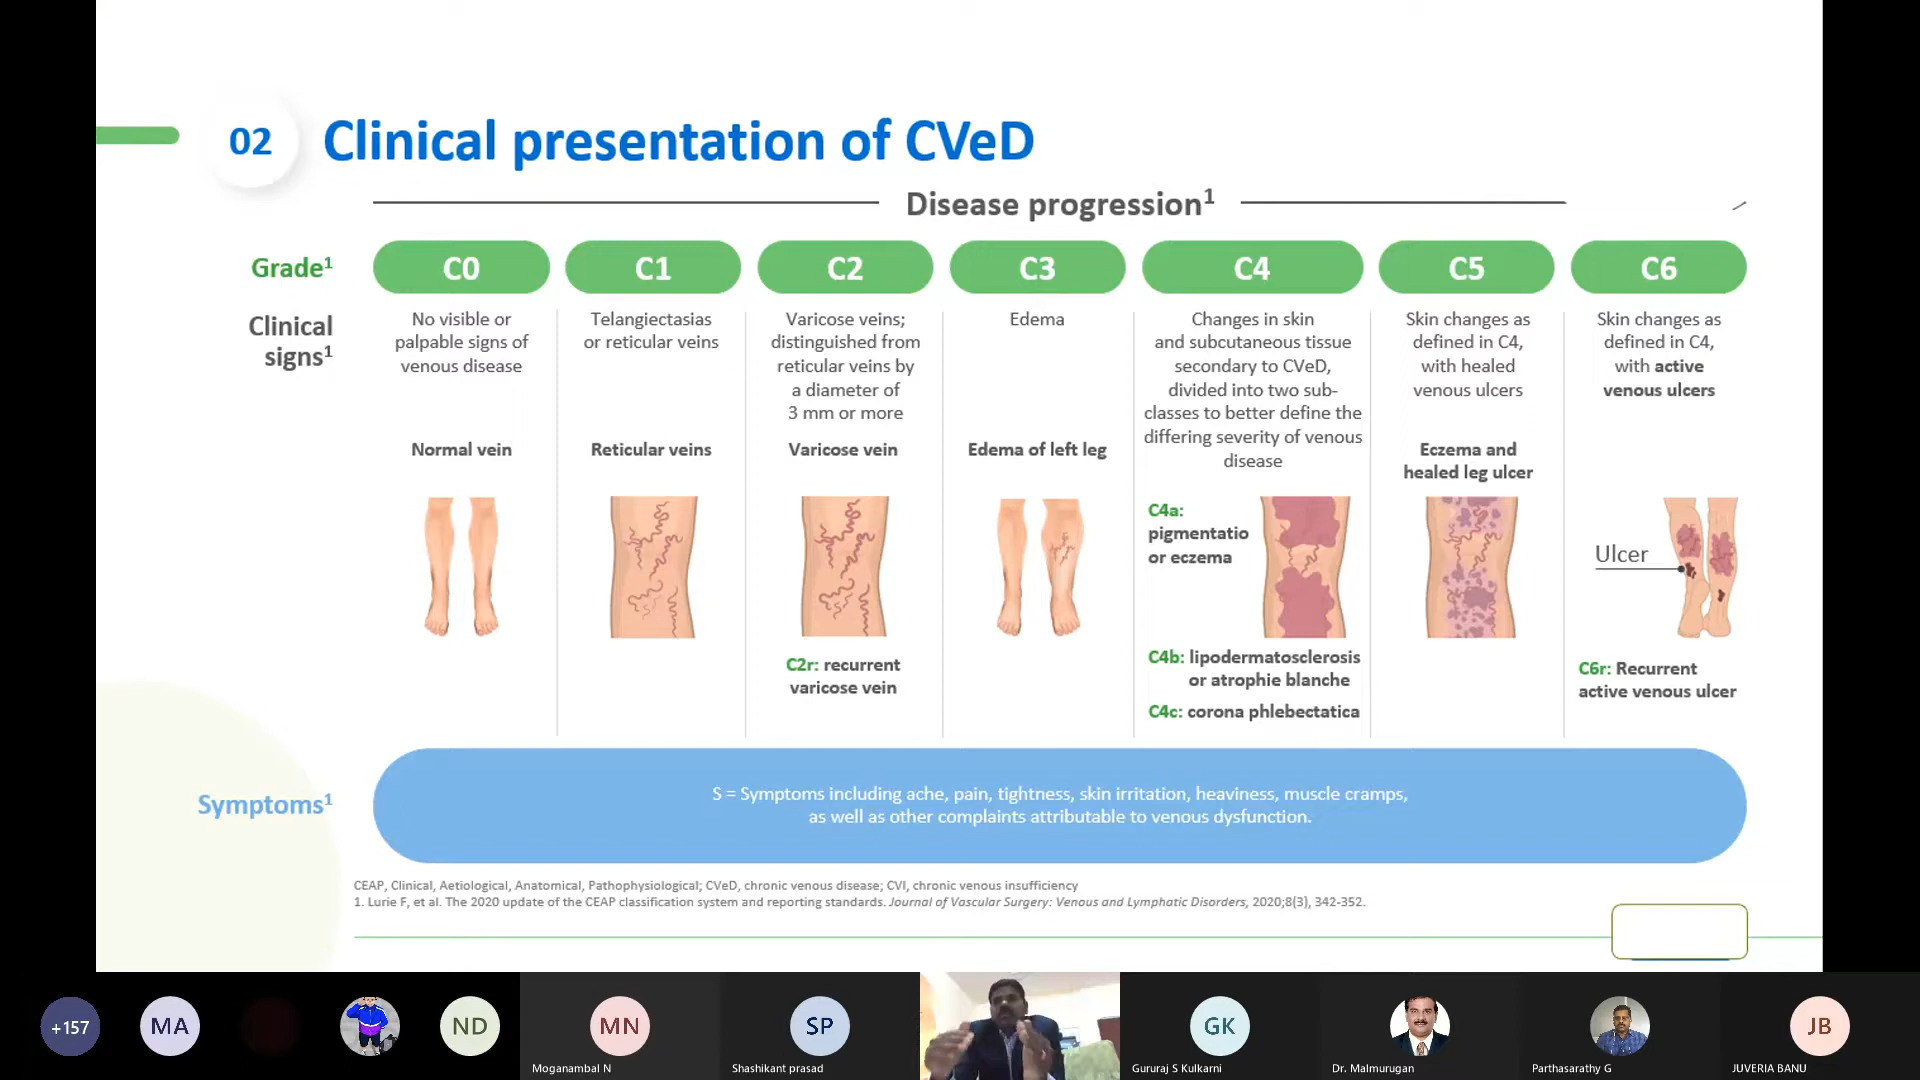 02
Clinical presentation of CVeD
Disease progression1
Grade1
C0
C1
C2
C3
C4
C5
C6
Clinical
signs1
No visible or
palpable signs of
venous disease
Normal vein
Telangiectasias
or reticular veins
Reticular veins
Varicose veins;
distinguished from
reticular veins by
a diameter of
3 mm or more
Varicose vein
C2r: recurrent
varicose vein
Edema
Edema of left leg
Changes in skin
and subcutaneous tissue
secondary to CVeD,
divided into two sub-
classes to better define the
differing severity of venous
disease
C4a:
pigmentatio
or eczema
C4b: lipodermatosclerosis
or atrophie blanche
C4c: corona phlebectatica
Skin changes as
defined in C4,
with healed
venous ulcers
Eczema and
healed leg ulcer
Skin changes as
defined in C4,
with active
venous ulcers
Ulcer
C6r: Recurrent
active venous ulcer
Symptoms1
S = Symptoms including ache, pain, tightness, skin irritation, heaviness, muscle cramps,
as well as other complaints attributable to venous dysfunction.
CEAP, Clinical, Aetiological, Anatomical, Pathophysiological; CVeD, chronic venous disease; CVI, chronic venous insufficiency
1. Lurie F, et al. The 2020 update of the CEAP classification system and reporting standards. Journal of Vascular Surgery: Venous and Lymphatic Disorders, 2020;8(3), 342-352.
+157
MA
ND
MN
Moganambal N
SP
Shashikant prasad
GK
Gururaj S Kulkarni
Dr. Malmurugan
Parthasarathy G
JB
JUVERIA BANU